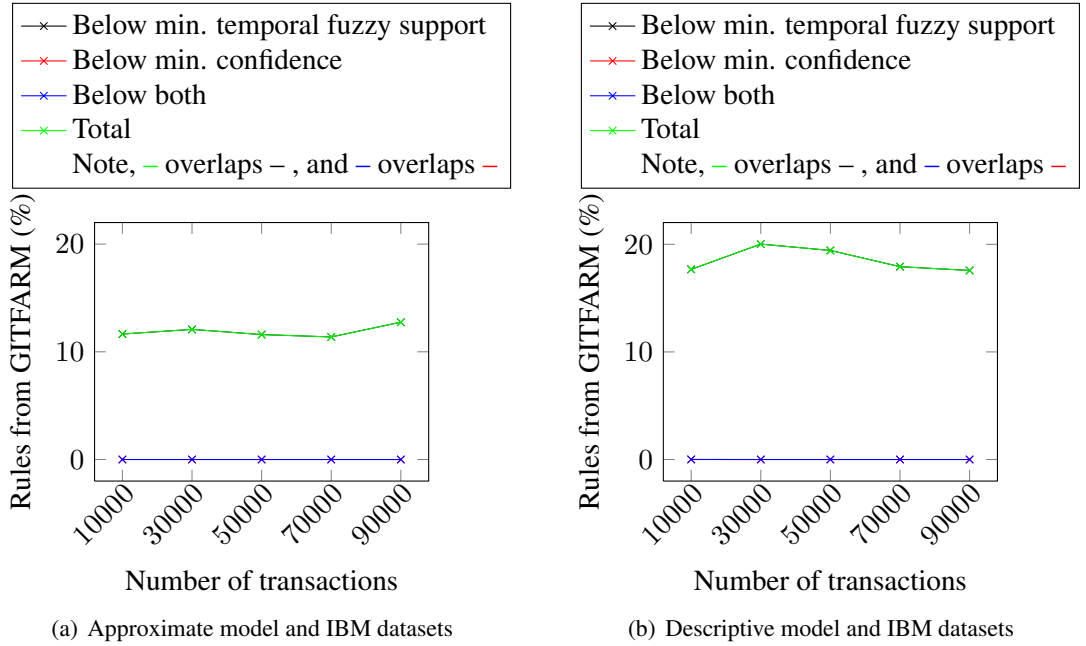 Below min. temporal fuzzy support
Below min. confidence
Below both
Total
Note, – overlaps – , and – overlaps –
Rules from GITFARM (%)
20
10
0
10000
30000
50000
70000
90000
Number of transactions
(a) Approximate model and IBM datasets
Below min. temporal fuzzy support
Below min. confidence
Below both
Total
Note, – overlaps – , and – overlaps –
Rules from GITFARM (%)
20
10
0
10000
30000
50000
70000
90000
Number of transactions
(b) Descriptive model and IBM datasets